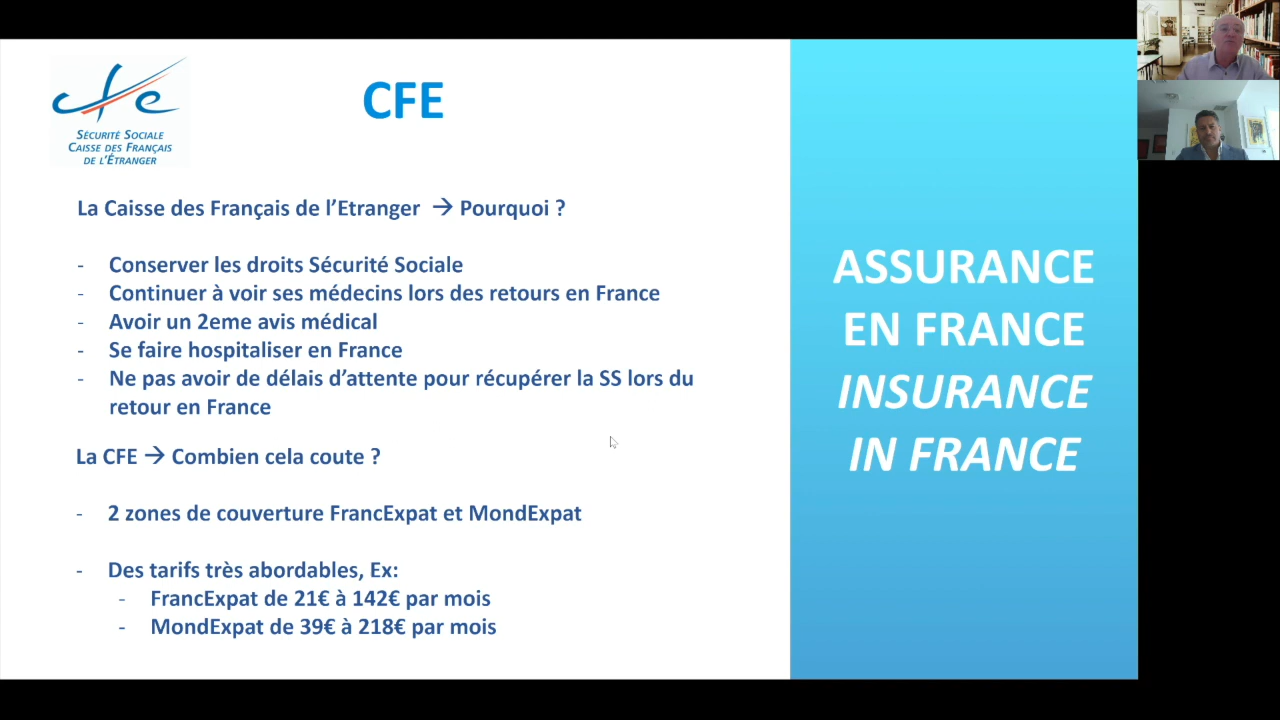 cfe
SÉCURITÉ SOCIALE
CAISSE DES FRANÇAIS
DE L'ÉTRANGER
CFE
La Caisse des Français de l’Etranger → Pourquoi ?
- Conserver les droits Sécurité Sociale
- Continuer à voir ses médecins lors des retours en France
- Avoir un 2eme avis médical
- Se faire hospitaliser en France
- Ne pas avoir de délais d’attente pour récupérer la SS lors du
retour en France
La CFE → Combien cela coute ?
- 2 zones de couverture FrancExpat et MondExpat
- Des tarifs très abordables, Ex:
- FrancExpat de 21€ à 142€ par mois
- MondExpat de 39€ à 218€ par mois
ASSURANCE
EN FRANCE
INSURANCE
IN FRANCE